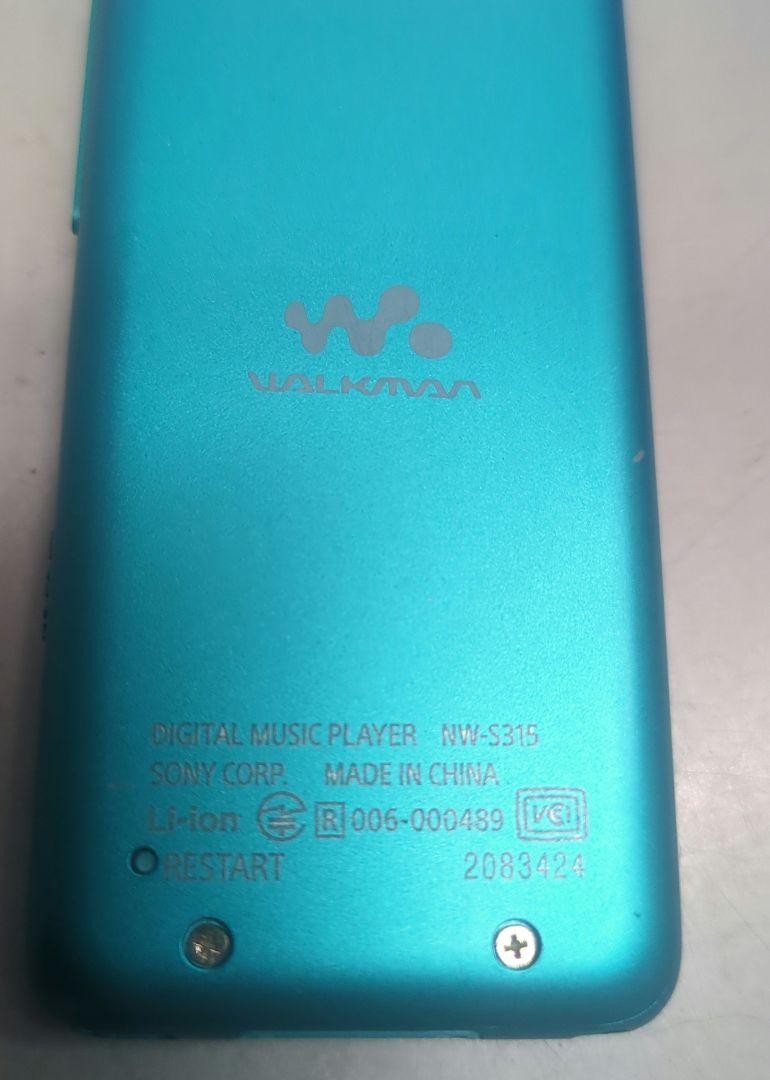 WALKMAN
DIGITAL MUSIC PLAYER NW-S315
SONY CORP. MADE IN CHINA
Li-ion R 006-000489 VCI
RESTART 2083424